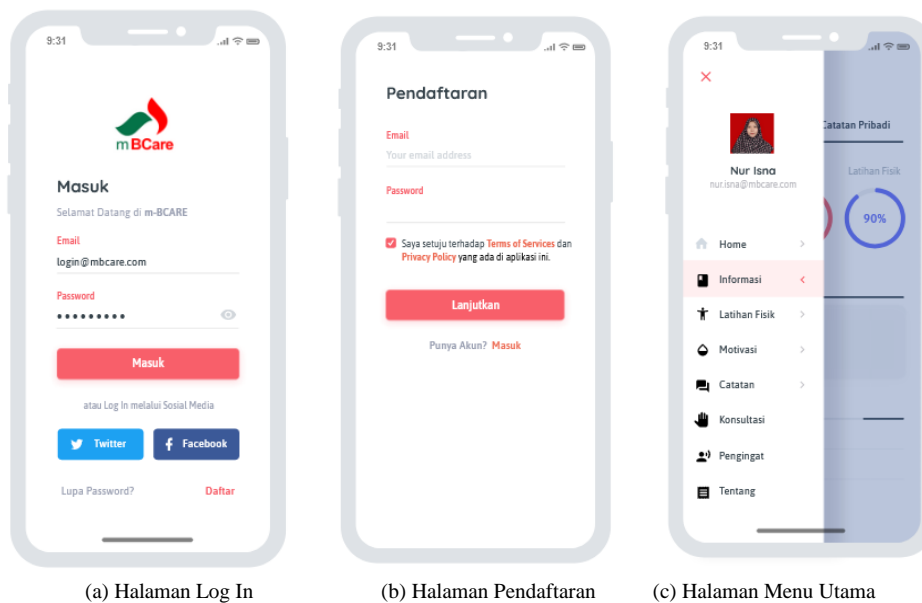 9:31
m BCare
Masuk
Selamat Datang di m-BCARE
Email
login@mbcare.com
Password
Masuk
atau Log In melalui Sosial Media
Twitter
Facebook
Lupa Password?
Daftar
(a) Halaman Log In
9:31
Pendaftaran
Email
Your email address
Password
Saya setuju terhadap Terms of Services dan
Privacy Policy yang ada di aplikasi ini.
Lanjutkan
Punya Akun? Masuk
(b) Halaman Pendaftaran
9:31
Nur Isna
nur.isna@mbcare.com
Home
Informasi
Latihan Fisik
Motivasi
Catatan
Konsultasi
Pengingat
Tentang
Catatan Pribadi
Latihan Fisik
90%
(c) Halaman Menu Utama